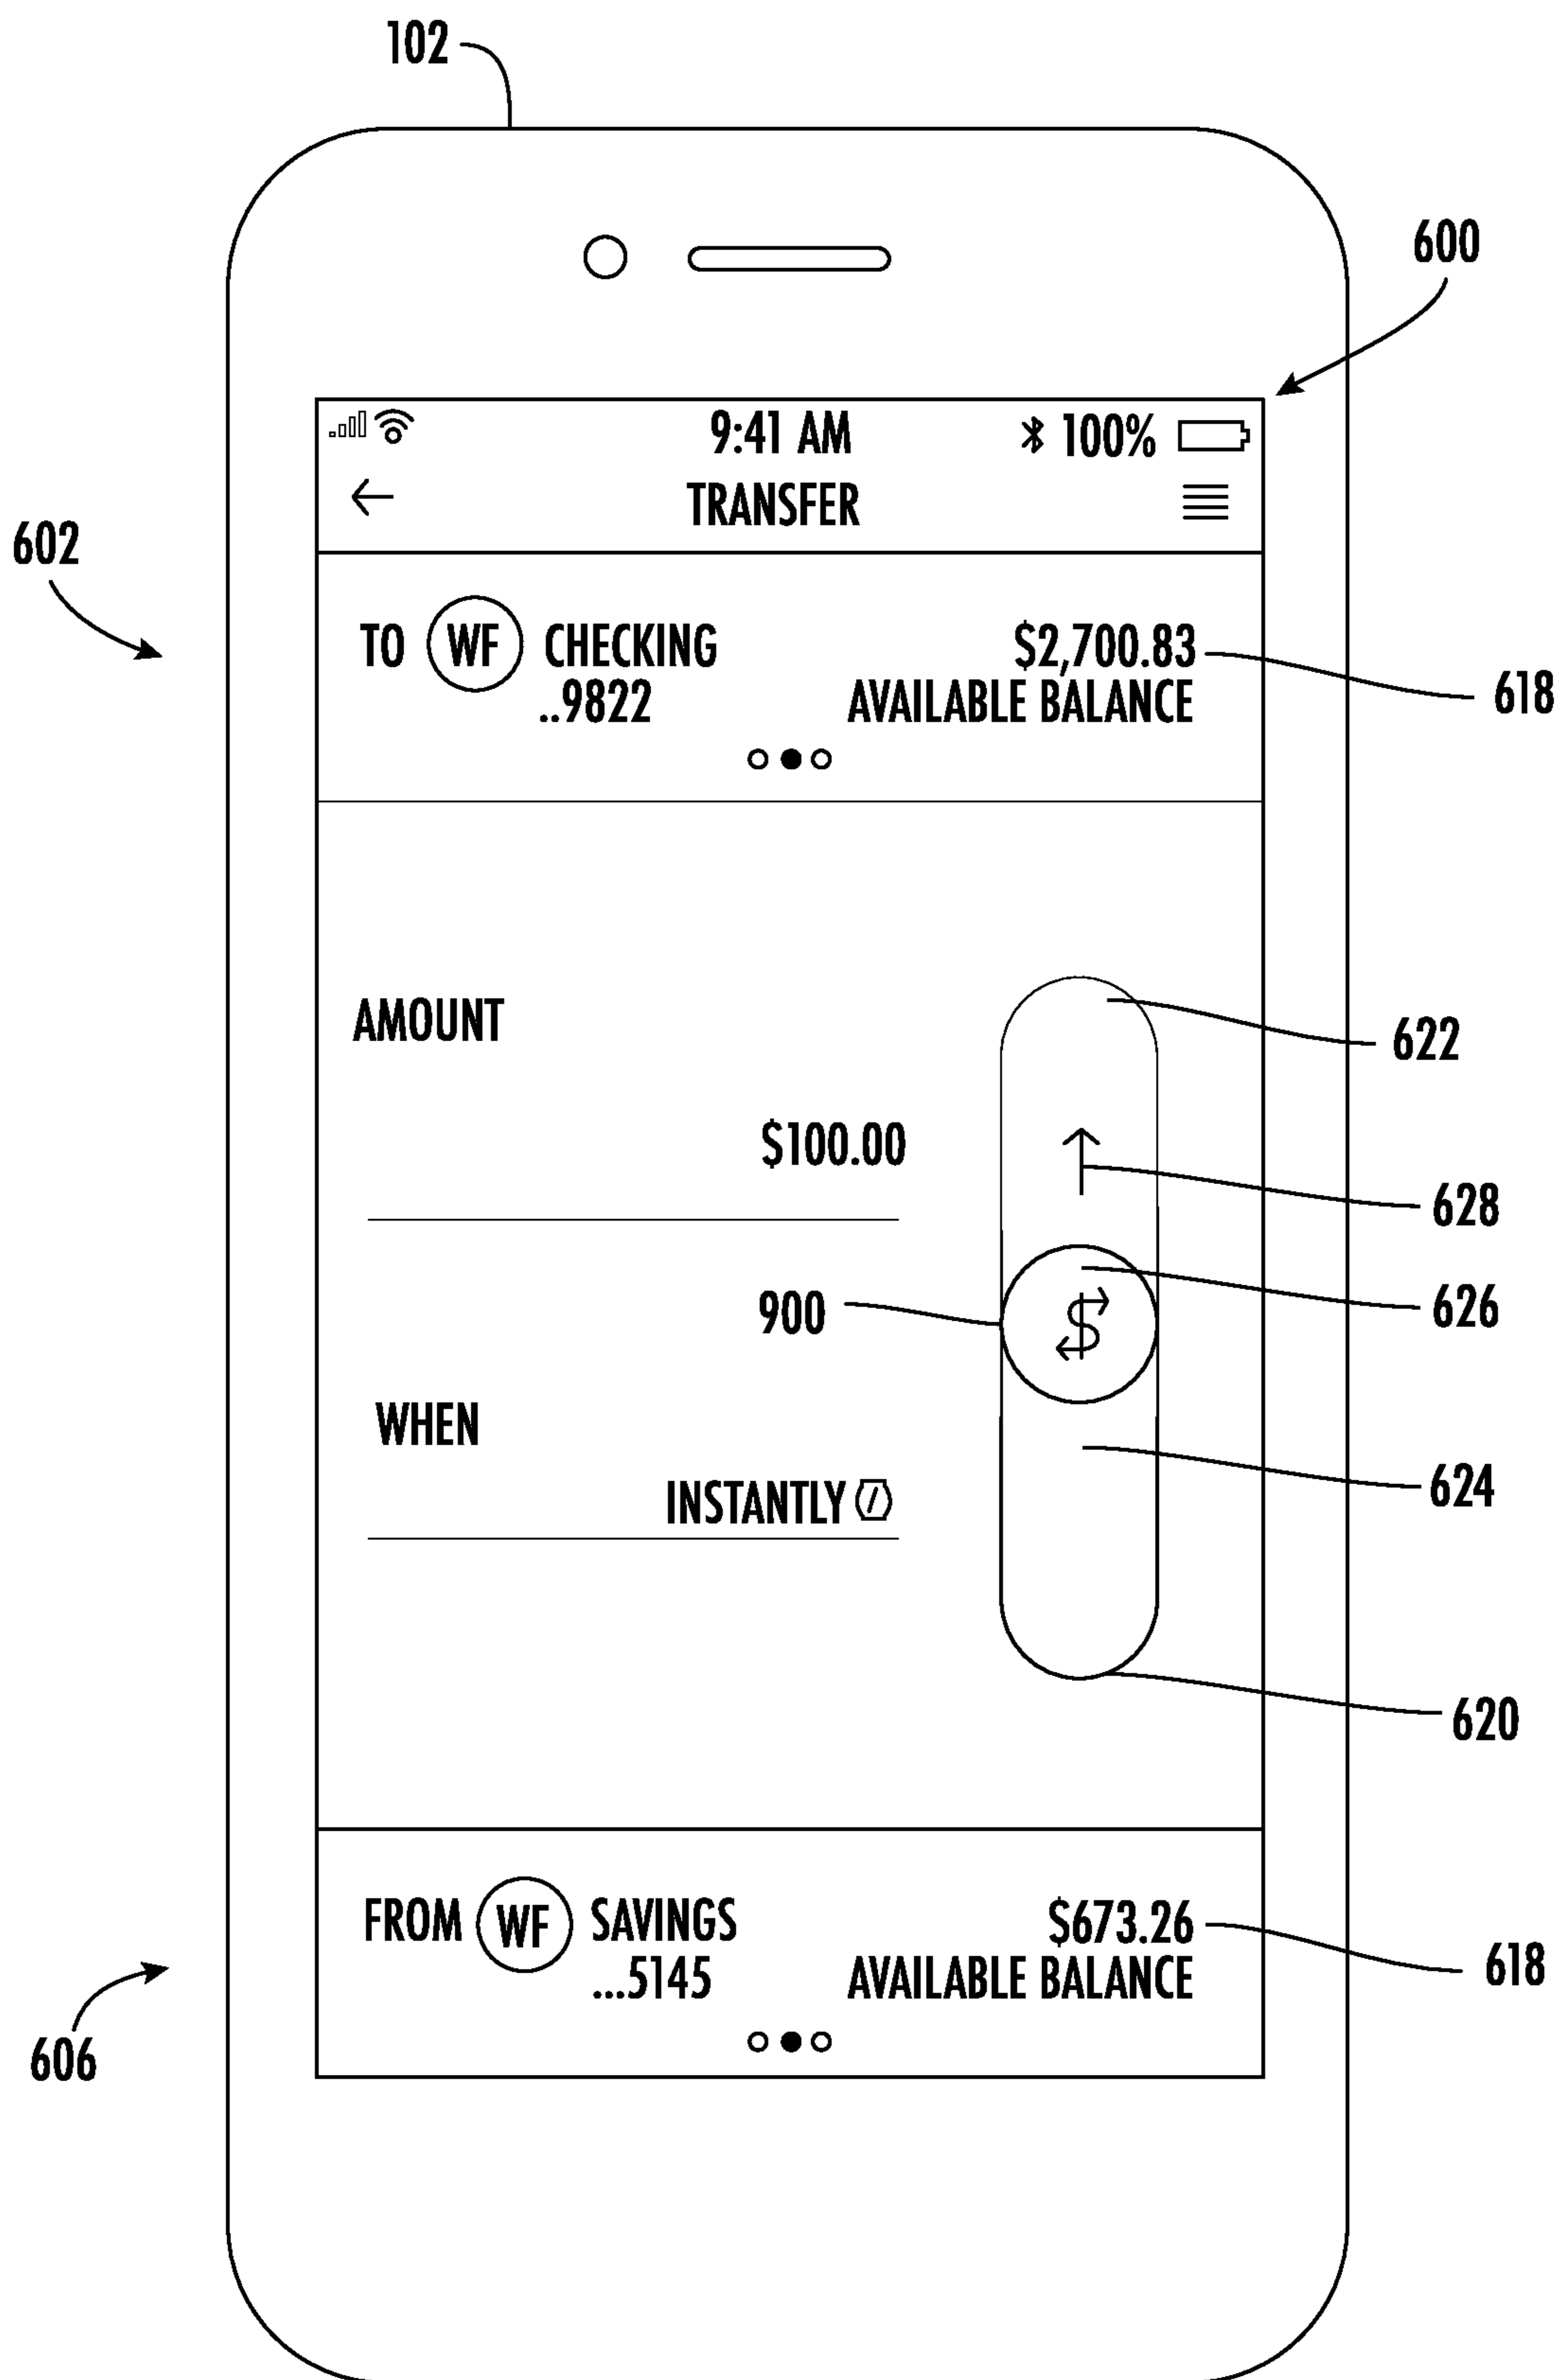 102
600
9:41 AM 100%
TRANSFER
602
TO WF CHECKING $2,700.83
618
..9822 AVAILABLE BALANCE
AMOUNT
622
$100.00
628
900
626
WHEN
624
INSTANTLY
620
FROM WF SAVINGS $673.26
618
...5145 AVAILABLE BALANCE
606